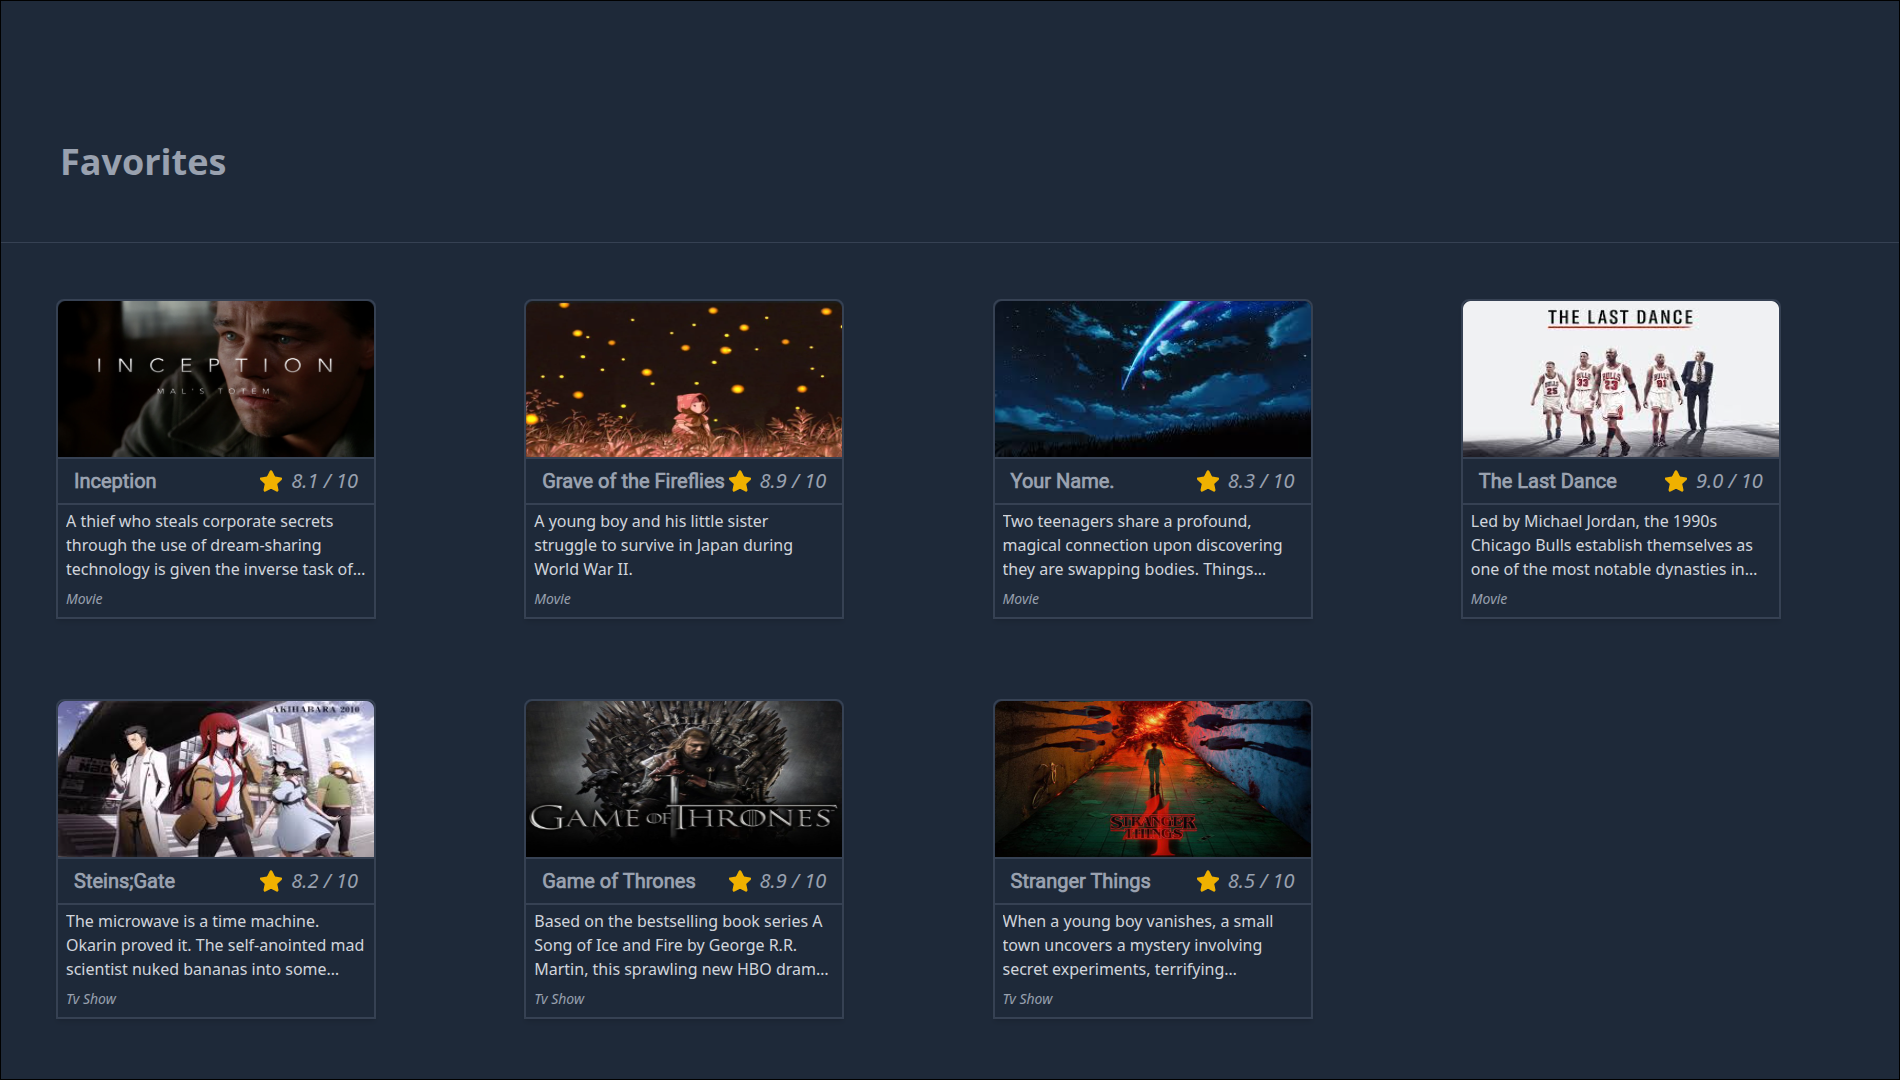 Favorites
INCEPTION
MAL'S TOTEM
Inception
8.1 / 10
A thief who steals corporate secrets
through the use of dream-sharing
technology is given the inverse task of...
Movie
Grave of the Fireflies
8.9 / 10
A young boy and his little sister
struggle to survive in Japan during
World War II.
Movie
Your Name.
8.3 / 10
Two teenagers share a profound,
magical connection upon discovering
they are swapping bodies. Things...
Movie
THE LAST DANCE
BULLS
25
33
BULLS
23
91
The Last Dance
9.0 / 10
Led by Michael Jordan, the 1990s
Chicago Bulls establish themselves as
one of the most notable dynasties in...
Movie
AKIHABARA 2010
Steins;Gate
8.2 / 10
The microwave is a time machine.
Okarin proved it. The self-anointed mad
scientist nuked bananas into some...
Tv Show
GAME OF THRONES
Game of Thrones
8.9 / 10
Based on the bestselling book series A
Song of Ice and Fire by George R.R.
Martin, this sprawling new HBO dram...
Tv Show
STRANGER
THINGS
4
Stranger Things
8.5 / 10
When a young boy vanishes, a small
town uncovers a mystery involving
secret experiments, terrifying...
Tv Show